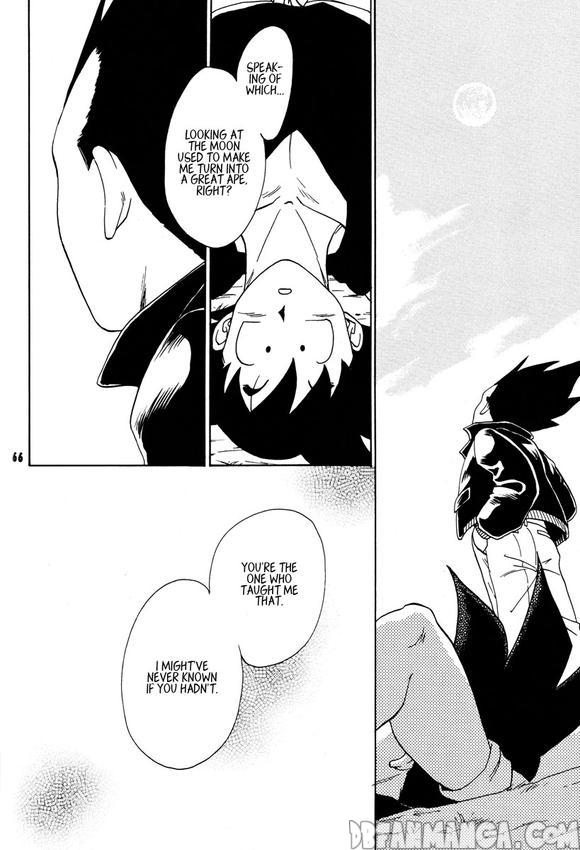 SPEAK-
ING OF
WHICH...
LOOKING AT
THE MOON
USED TO MAKE
ME TURN INTO
A GREAT APE,
RIGHT?
66
YOU'RE THE
ONE WHO
TAUGHT ME
THAT.
I MIGHT'VE
NEVER KNOWN
IF YOU HADN'T.
DBFANMANGA.COM